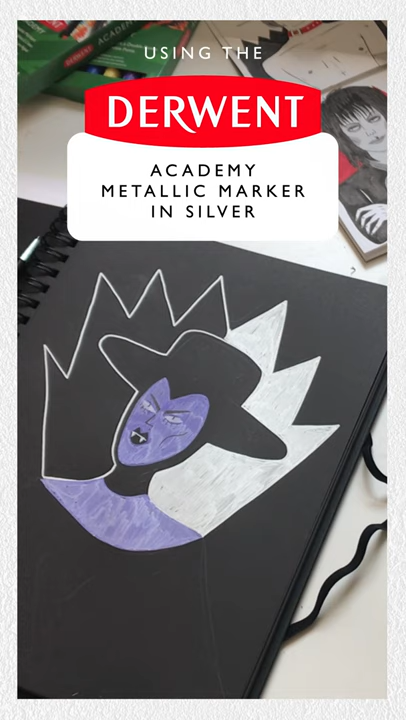 USING THE
DERWENT
ACADEMY
METALLIC MARKER
IN SILVER